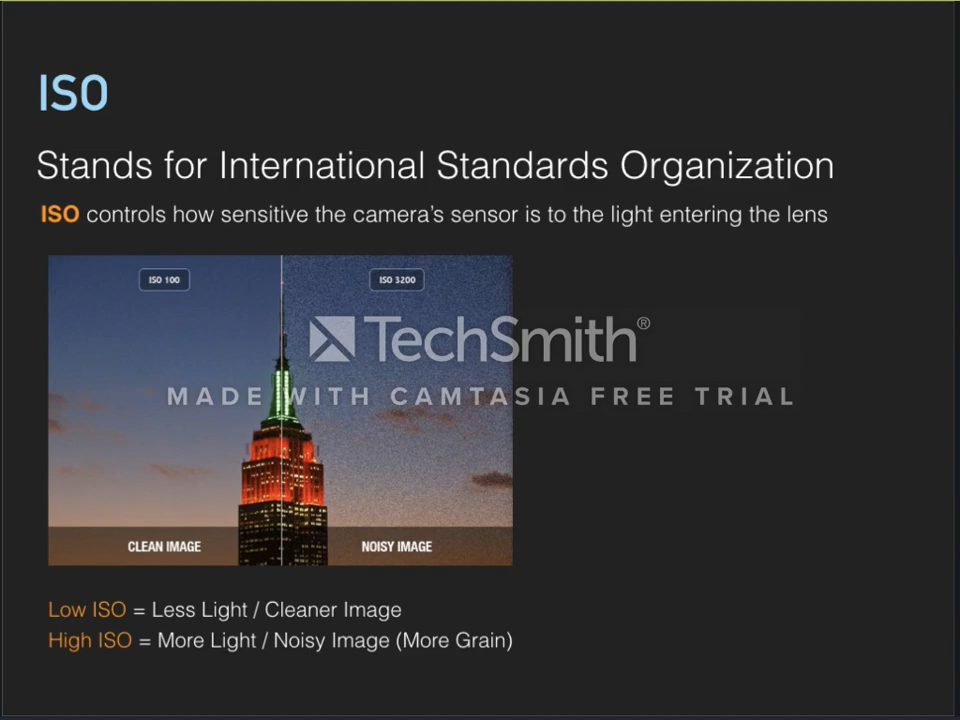 ISO
Stands for International Standards Organization
ISO controls how sensitive the camera's sensor is to the light entering the lens
ISO 100
ISO 3200
TechSmith®
MADE WITH CAMTASIA FREE TRIAL
CLEAN IMAGE
NOISY IMAGE
Low ISO = Less Light / Cleaner Image
High ISO = More Light / Noisy Image (More Grain)